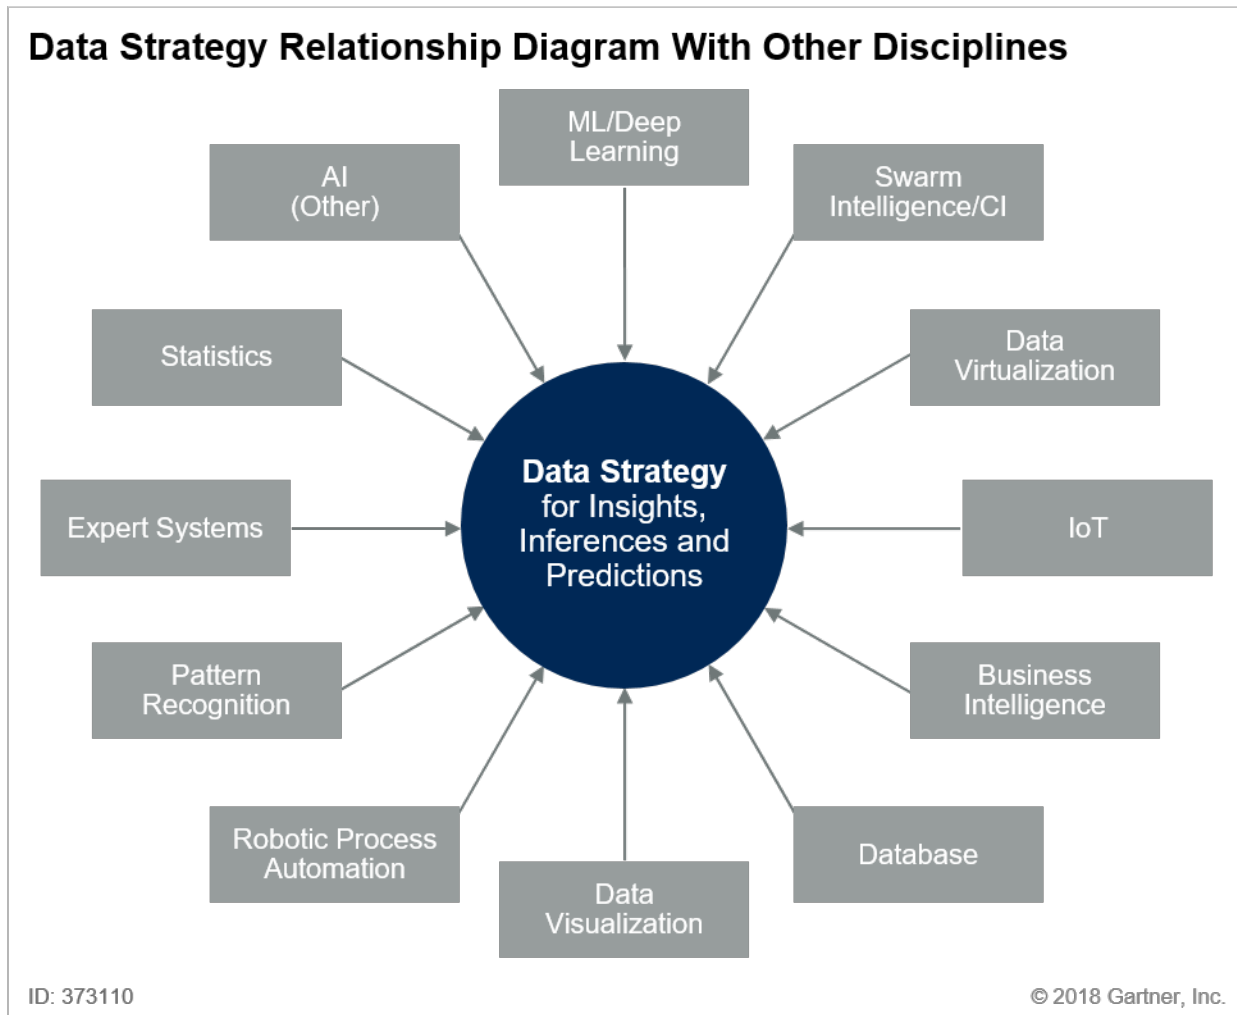 Data Strategy Relationship Diagram With Other Disciplines
ML/Deep
Learning
AI
(Other)
Swarm
Intelligence/CI
Statistics
Data
Virtualization
Data Strategy
for Insights,
Inferences and
Predictions
Expert Systems
IoT
Pattern
Recognition
Business
Intelligence
Robotic Process
Automation
Database
Data
Visualization
ID: 373110
© 2018 Gartner, Inc.